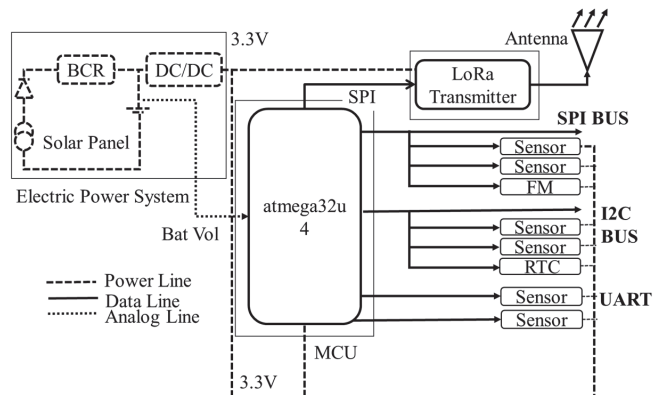 3.3V
Antenna
BCR
DC/DC
LoRa
Transmitter
SPI
Solar Panel
SPI BUS
Sensor
Sensor
FM
Electric Power System
atmega32u
4
I2C
BUS
Bat Vol
Sensor
Sensor
RTC
Power Line
Data Line
Analog Line
Sensor
UART
Sensor
MCU
3.3V